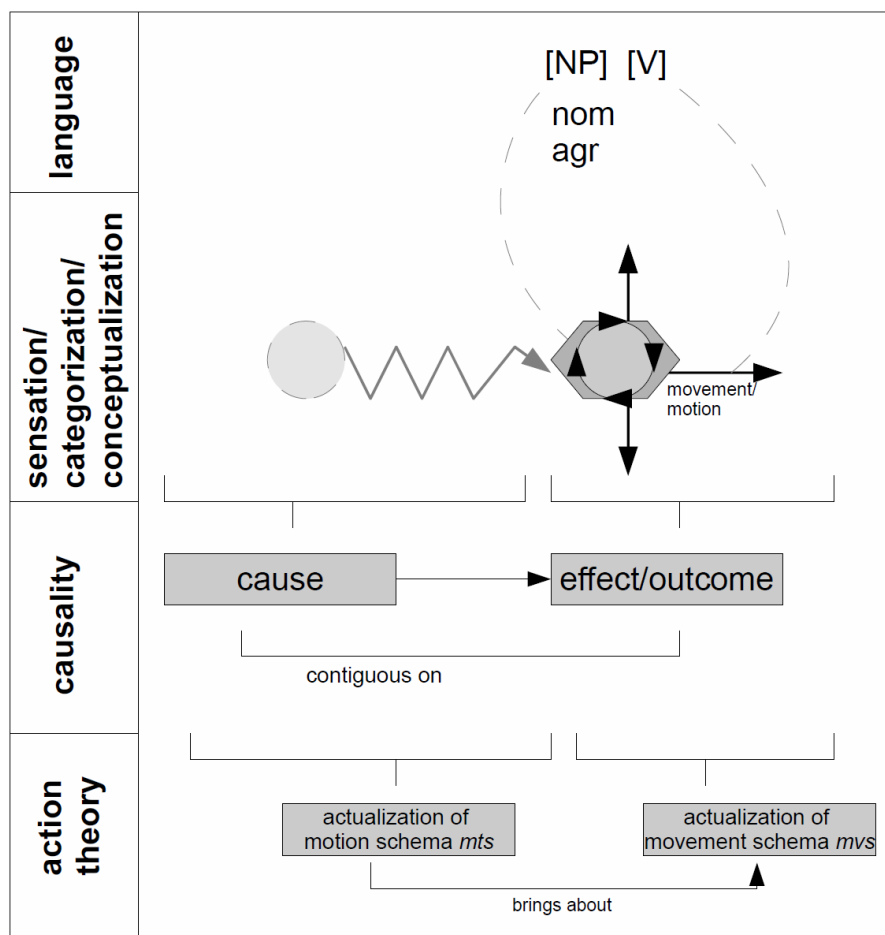 language
[NP] [V]
nom
agr
sensation/
categorization/
conceptualization
movement/
motion
causality
cause
effect/outcome
contiguous on
action
theory
actualization of
motion schema mts
actualization of
movement schema mvs
brings about